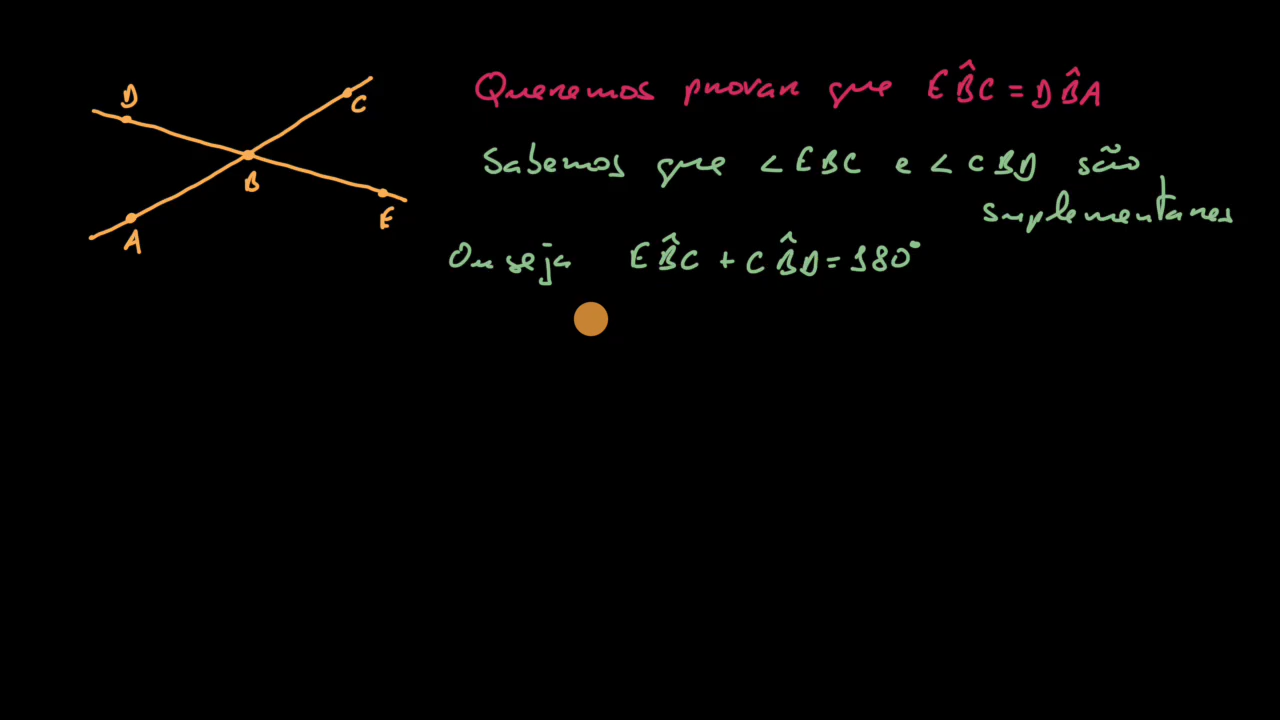 D
C
B
E
A
Queremos provar que EB̂C = DB̂A
Sabemos que ∠EBC e ∠CBD são
suplementares
Ou seja EB̂C + CB̂D = 180°